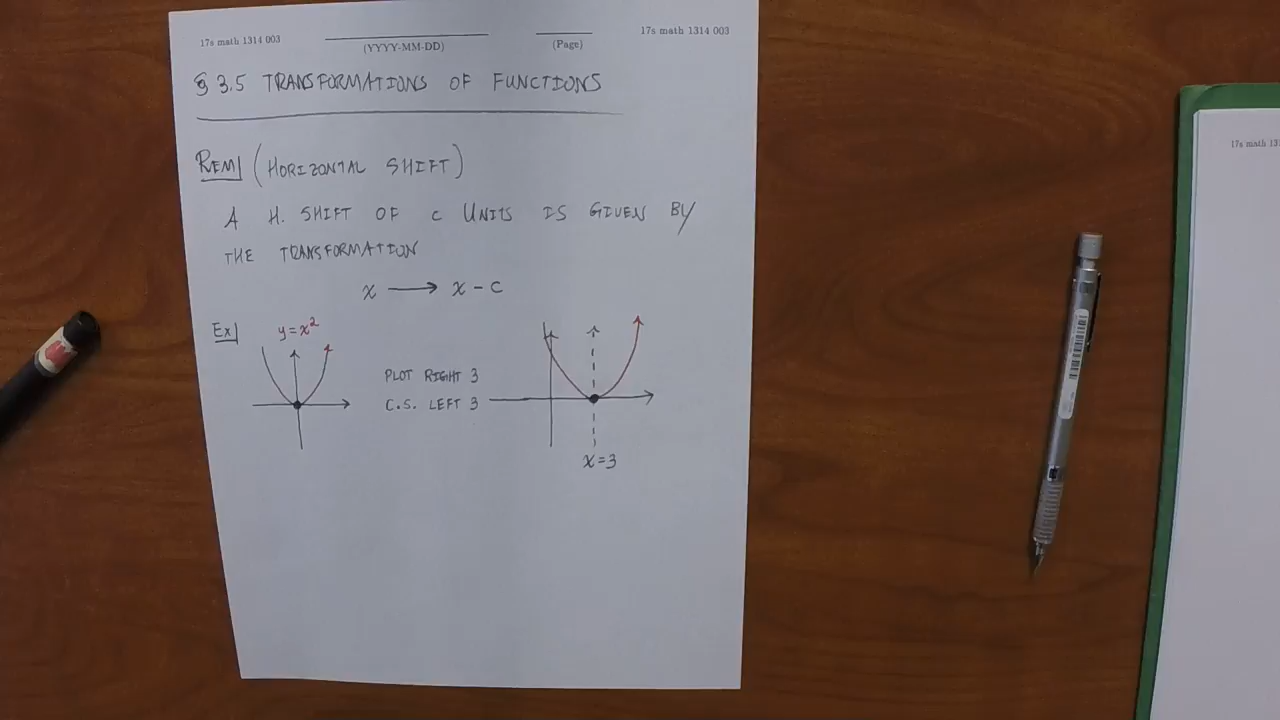 17s math 1314 003
(YYYY-MM-DD)
(Page)
17s math 1314 003
§ 3.5 TRANSFORMATIONS OF FUNCTIONS
REM (HORIZONTAL SHIFT)
A H. SHIFT OF c UNITS IS GIVEN BY
THE TRANSFORMATION
x ⟶ x - c
Ex
y = x²
PLOT RIGHT 3
C.S. LEFT 3
x = 3
17s math